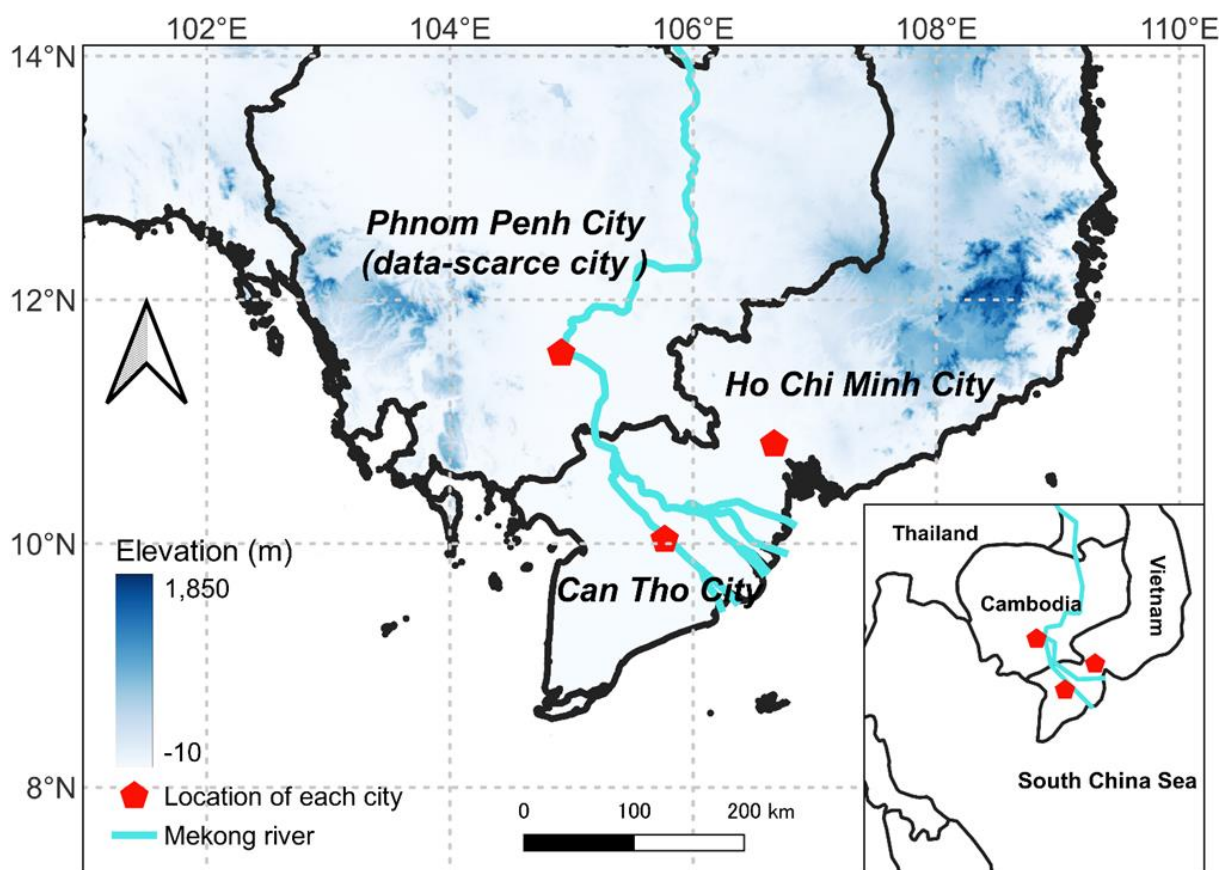 102°E 104°E 106°E 108°E 110°E
14°N
12°N
10°N
8°N
Phnom Penh City
(data-scarce city )
Ho Chi Minh City
Can Tho City
Elevation (m)
1,850
-10
Location of each city
Mekong river
0 100 200 km
Thailand
Vietnam
Cambodia
South China Sea